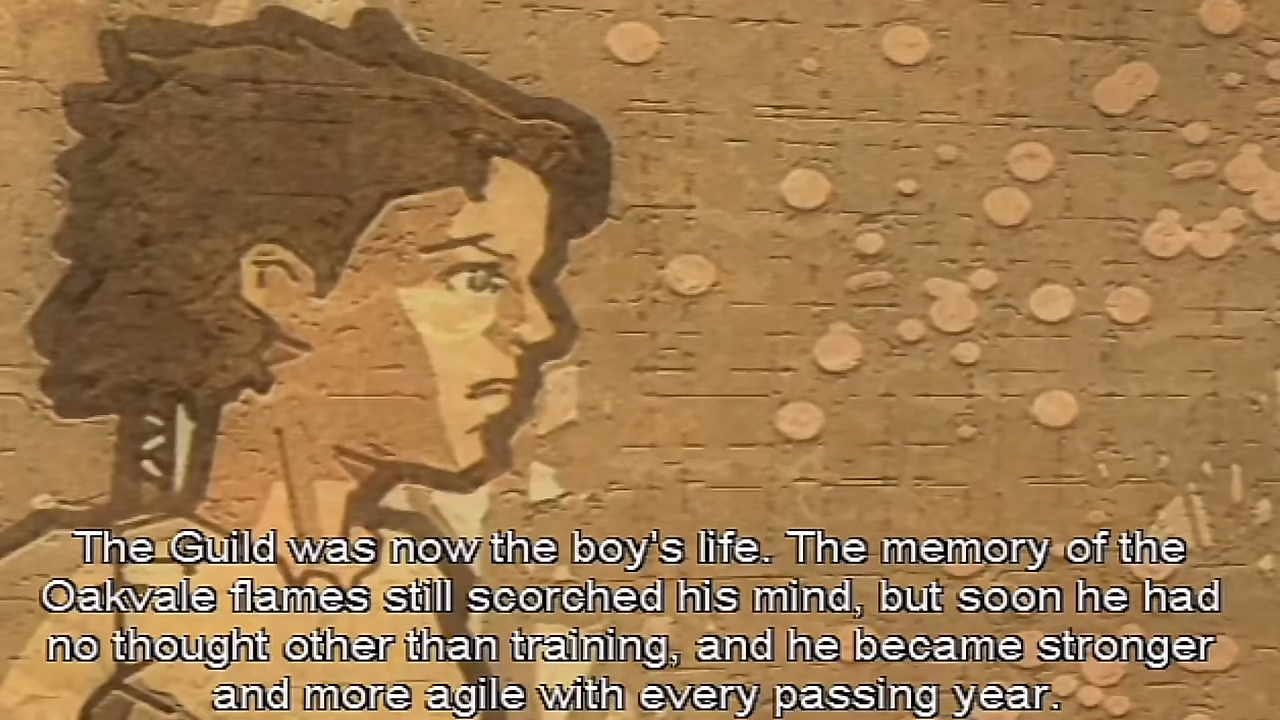 The Guild was now the boy's life. The memory of the
Oakvale flames still scorched his mind, but soon he had
no thought other than training, and he became stronger
and more agile with every passing year.